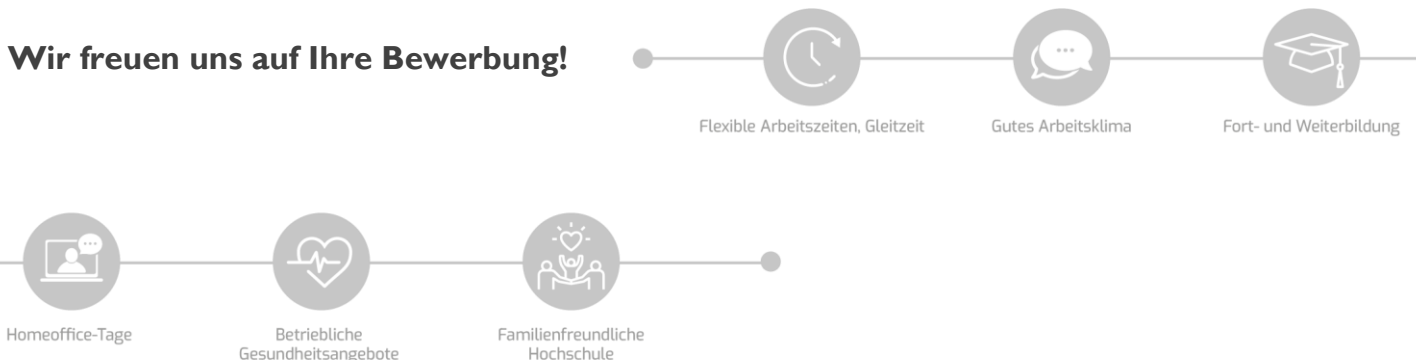 Wir freuen uns auf Ihre Bewerbung!
Flexible Arbeitszeiten, Gleitzeit
Gutes Arbeitsklima
Fort- und Weiterbildung
Homeoffice-Tage
Betriebliche
Gesundheitsangebote
Familienfreundliche
Hochschule